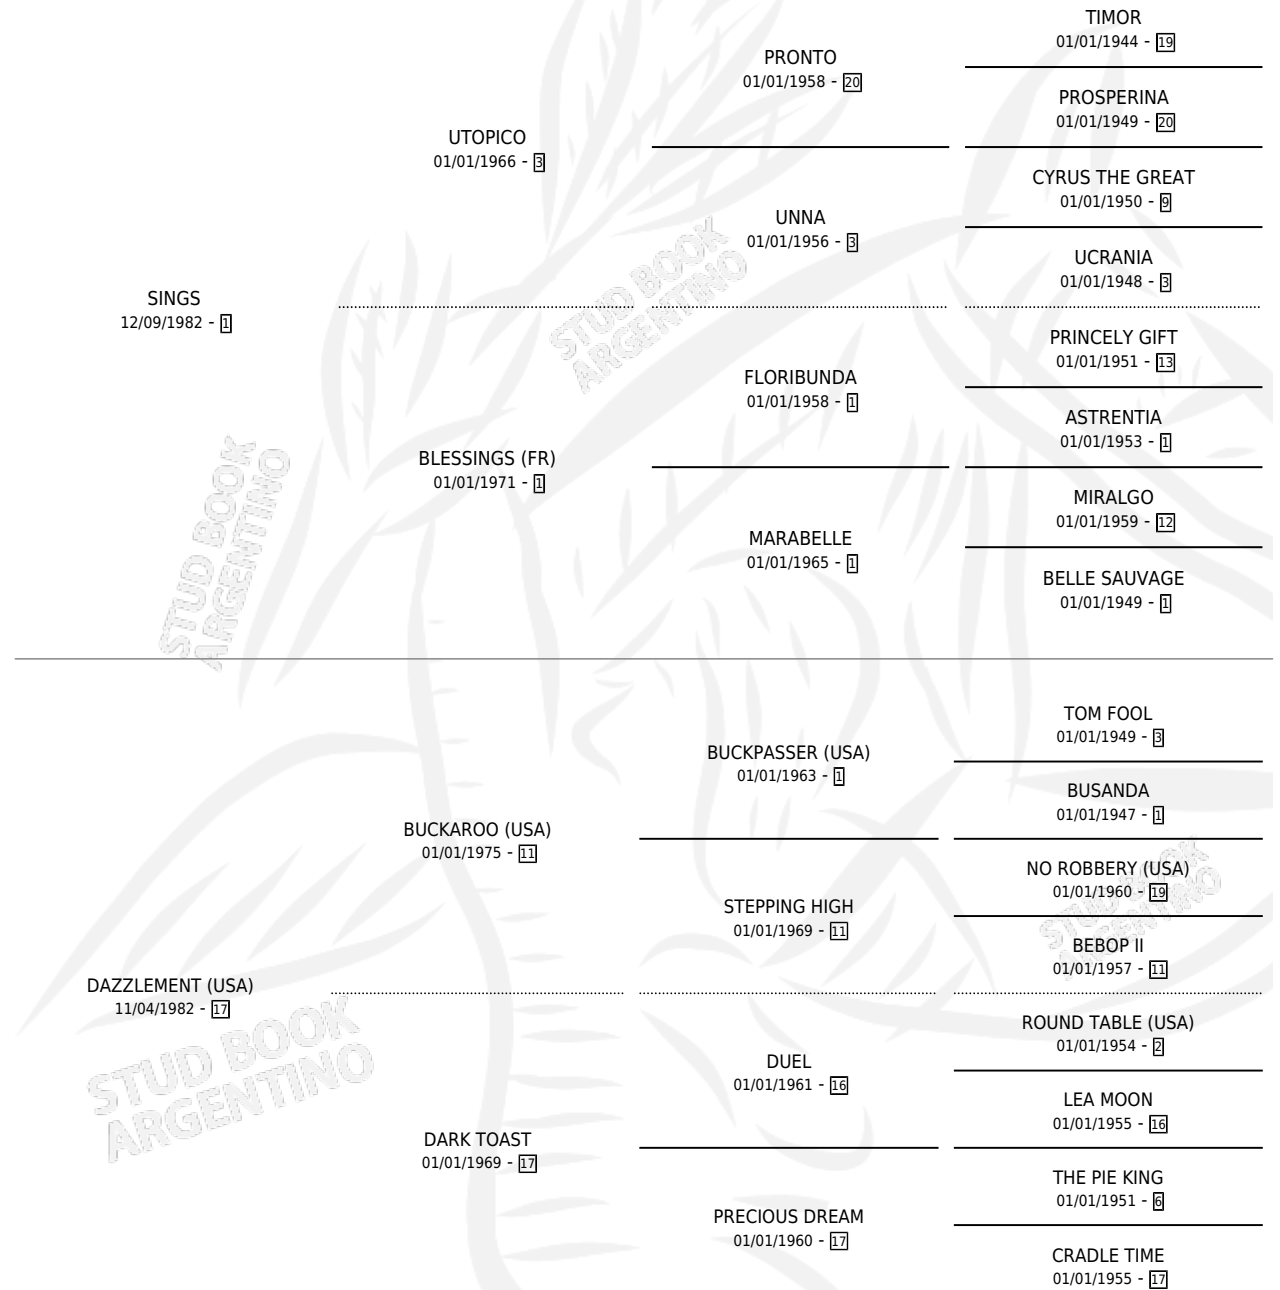 TIMOR
01/01/1944 - 19
PRONTO
01/01/1958 - 20
PROSPERINA
01/01/1949 - 20
UTOPICO
01/01/1966 - 3
CYRUS THE GREAT
01/01/1950 - 9
UNNA
01/01/1956 - 3
UCRANIA
01/01/1948 - 3
SINGS
12/09/1982 - 1
STUD BOOK
ARGENTINO
PRINCELY GIFT
01/01/1951 - 13
FLORIBUNDA
01/01/1958 - 1
ASTRENTIA
01/01/1953 - 1
BLESSINGS (FR)
01/01/1971 - 1
MIRALGO
01/01/1959 - 12
MARABELLE
01/01/1965 - 1
BELLE SAUVAGE
01/01/1949 - 1
STUD BOOK
ARGENTINO
TOM FOOL
01/01/1949 - 3
BUCKPASSER (USA)
01/01/1963 - 1
BUSANDA
01/01/1947 - 1
BUCKAROO (USA)
01/01/1975 - 11
NO ROBBERY (USA)
01/01/1960 - 19
STEPPING HIGH
01/01/1969 - 11
STUD BOOK
ARGENTINO
BEBOP II
01/01/1957 - 11
DAZZLEMENT (USA)
11/04/1982 - 17
STUD BOOK
ARGENTINO
ROUND TABLE (USA)
01/01/1954 - 2
DUEL
01/01/1961 - 16
LEA MOON
01/01/1955 - 16
DARK TOAST
01/01/1969 - 17
THE PIE KING
01/01/1951 - 6
PRECIOUS DREAM
01/01/1960 - 17
CRADLE TIME
01/01/1955 - 17